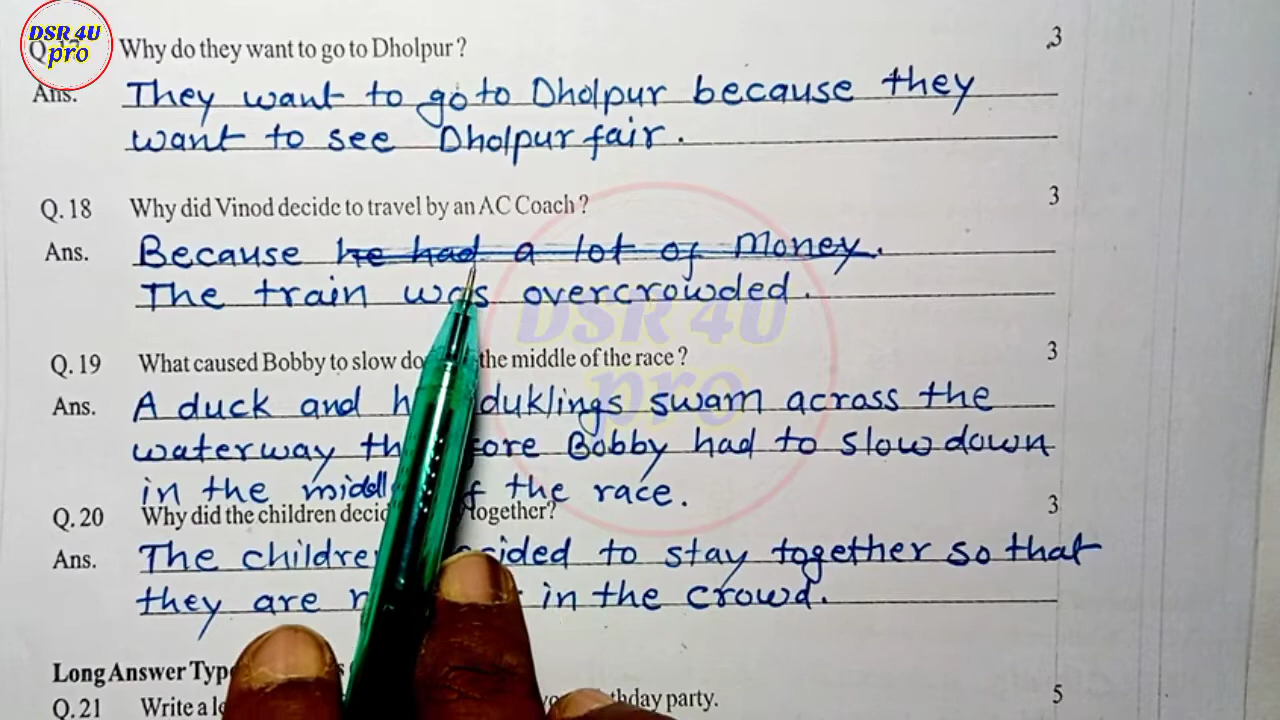 DSR 4U
pro
Q. 17 Why do they want to go to Dholpur ? 3
Ans. They want to go to Dholpur because they
want to see Dholpur fair.
Q. 18 Why did Vinod decide to travel by an AC Coach ? 3
Ans. Because he had a lot of Money.
The train was overcrowded.
DSR 4U
pro
Q. 19 What caused Bobby to slow do the middle of the race ? 3
Ans. A duck and h duklings swam across the
waterway th fore Bobby had to slow down
in the middl f the race.
Q. 20 Why did the children decid together? 3
Ans. The childre cided to stay together so that
they are n in the crowd.
Long Answer Typ
Q. 21 Write a l thday party. 5